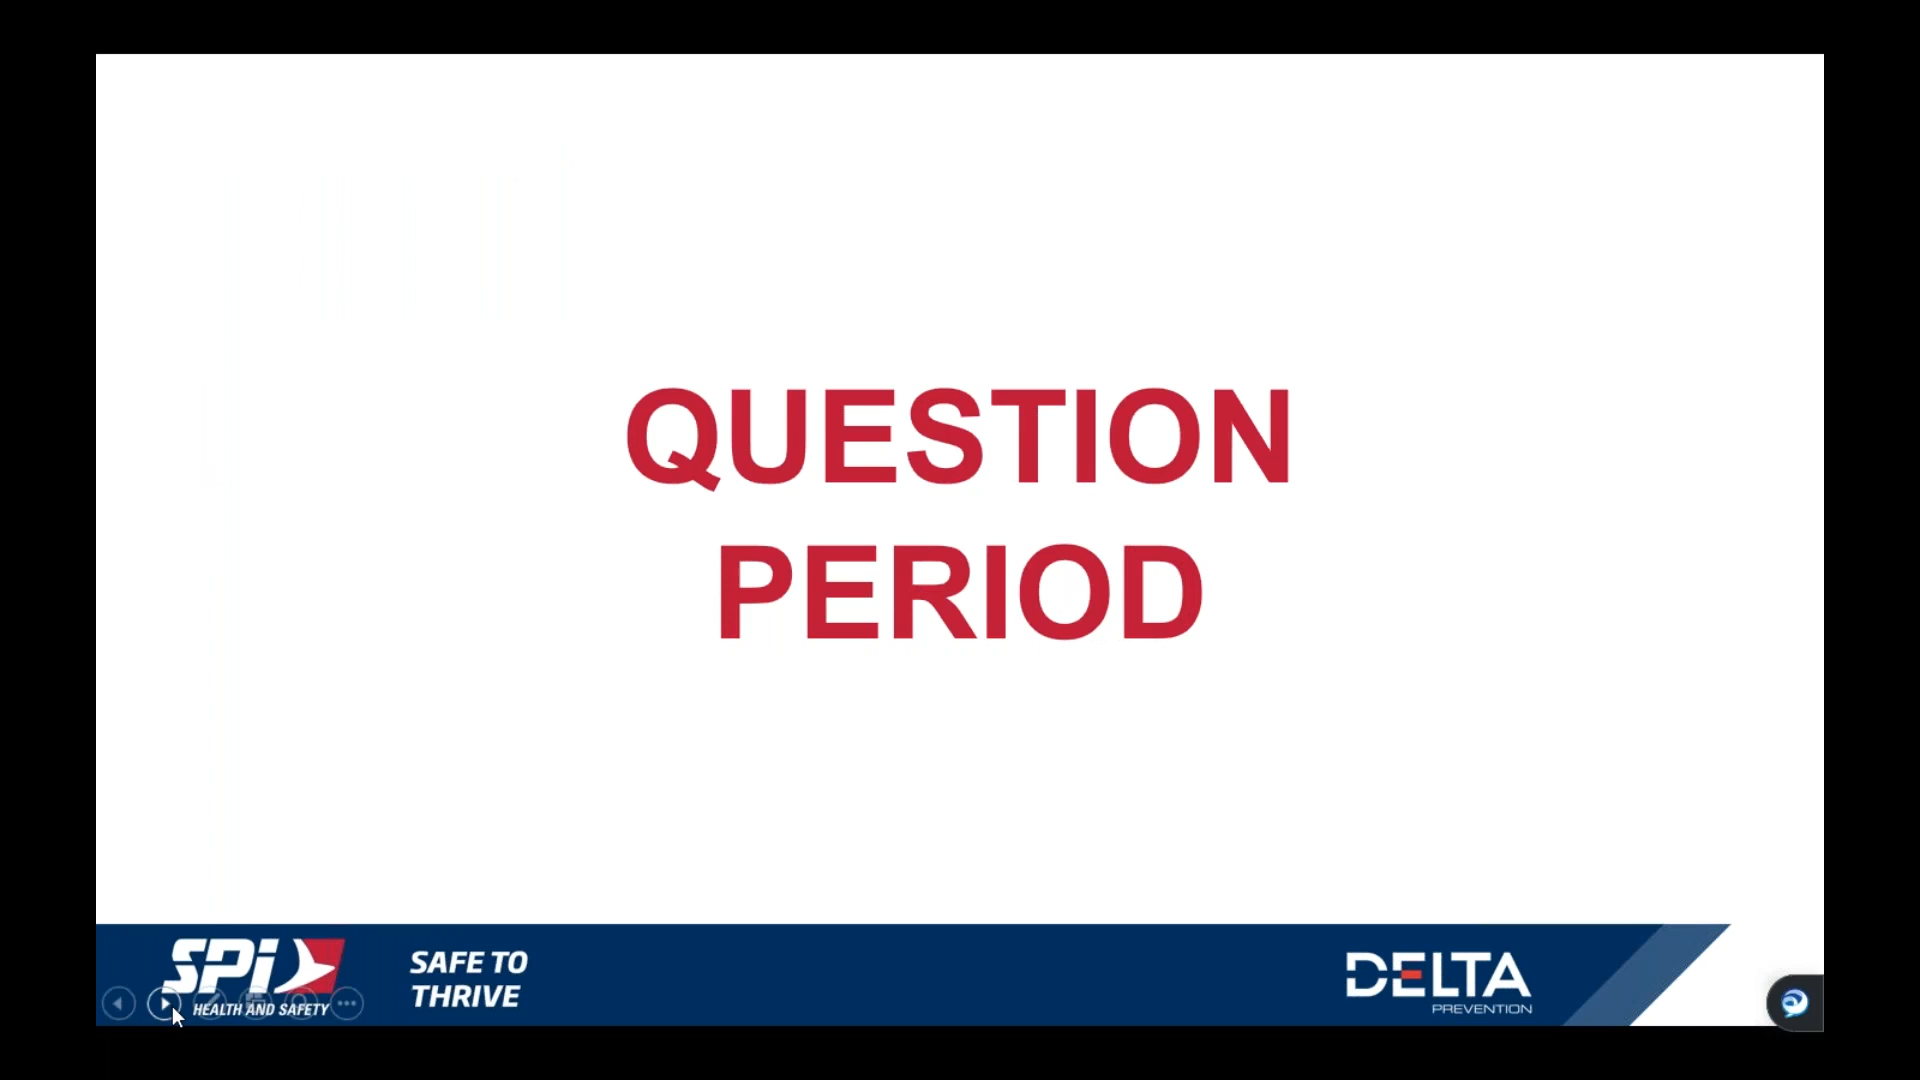 QUESTION
PERIOD
SPi
HEALTH AND SAFETY
SAFE TO
THRIVE
DELTA
PREVENTION